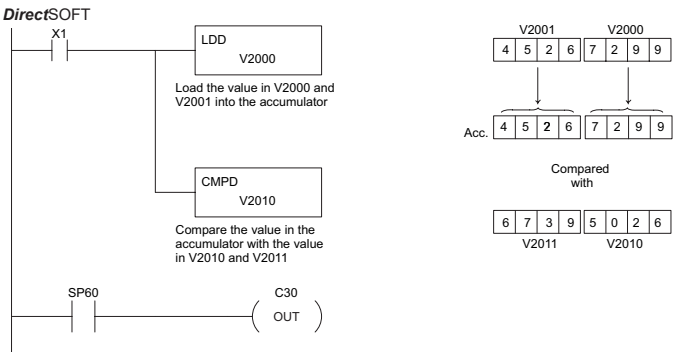 DirectSOFT
X1
LDD
V2000
Load the value in V2000 and
V2001 into the accumulator
CMPD
V2010
Compare the value in the
accumulator with the value
in V2010 and V2011
SP60
C30
OUT
V2001 V2000
4 5 2 6 7 2 9 9
Acc. 4 5 2 6 7 2 9 9
Compared
with
6 7 3 9 5 0 2 6
V2011 V2010